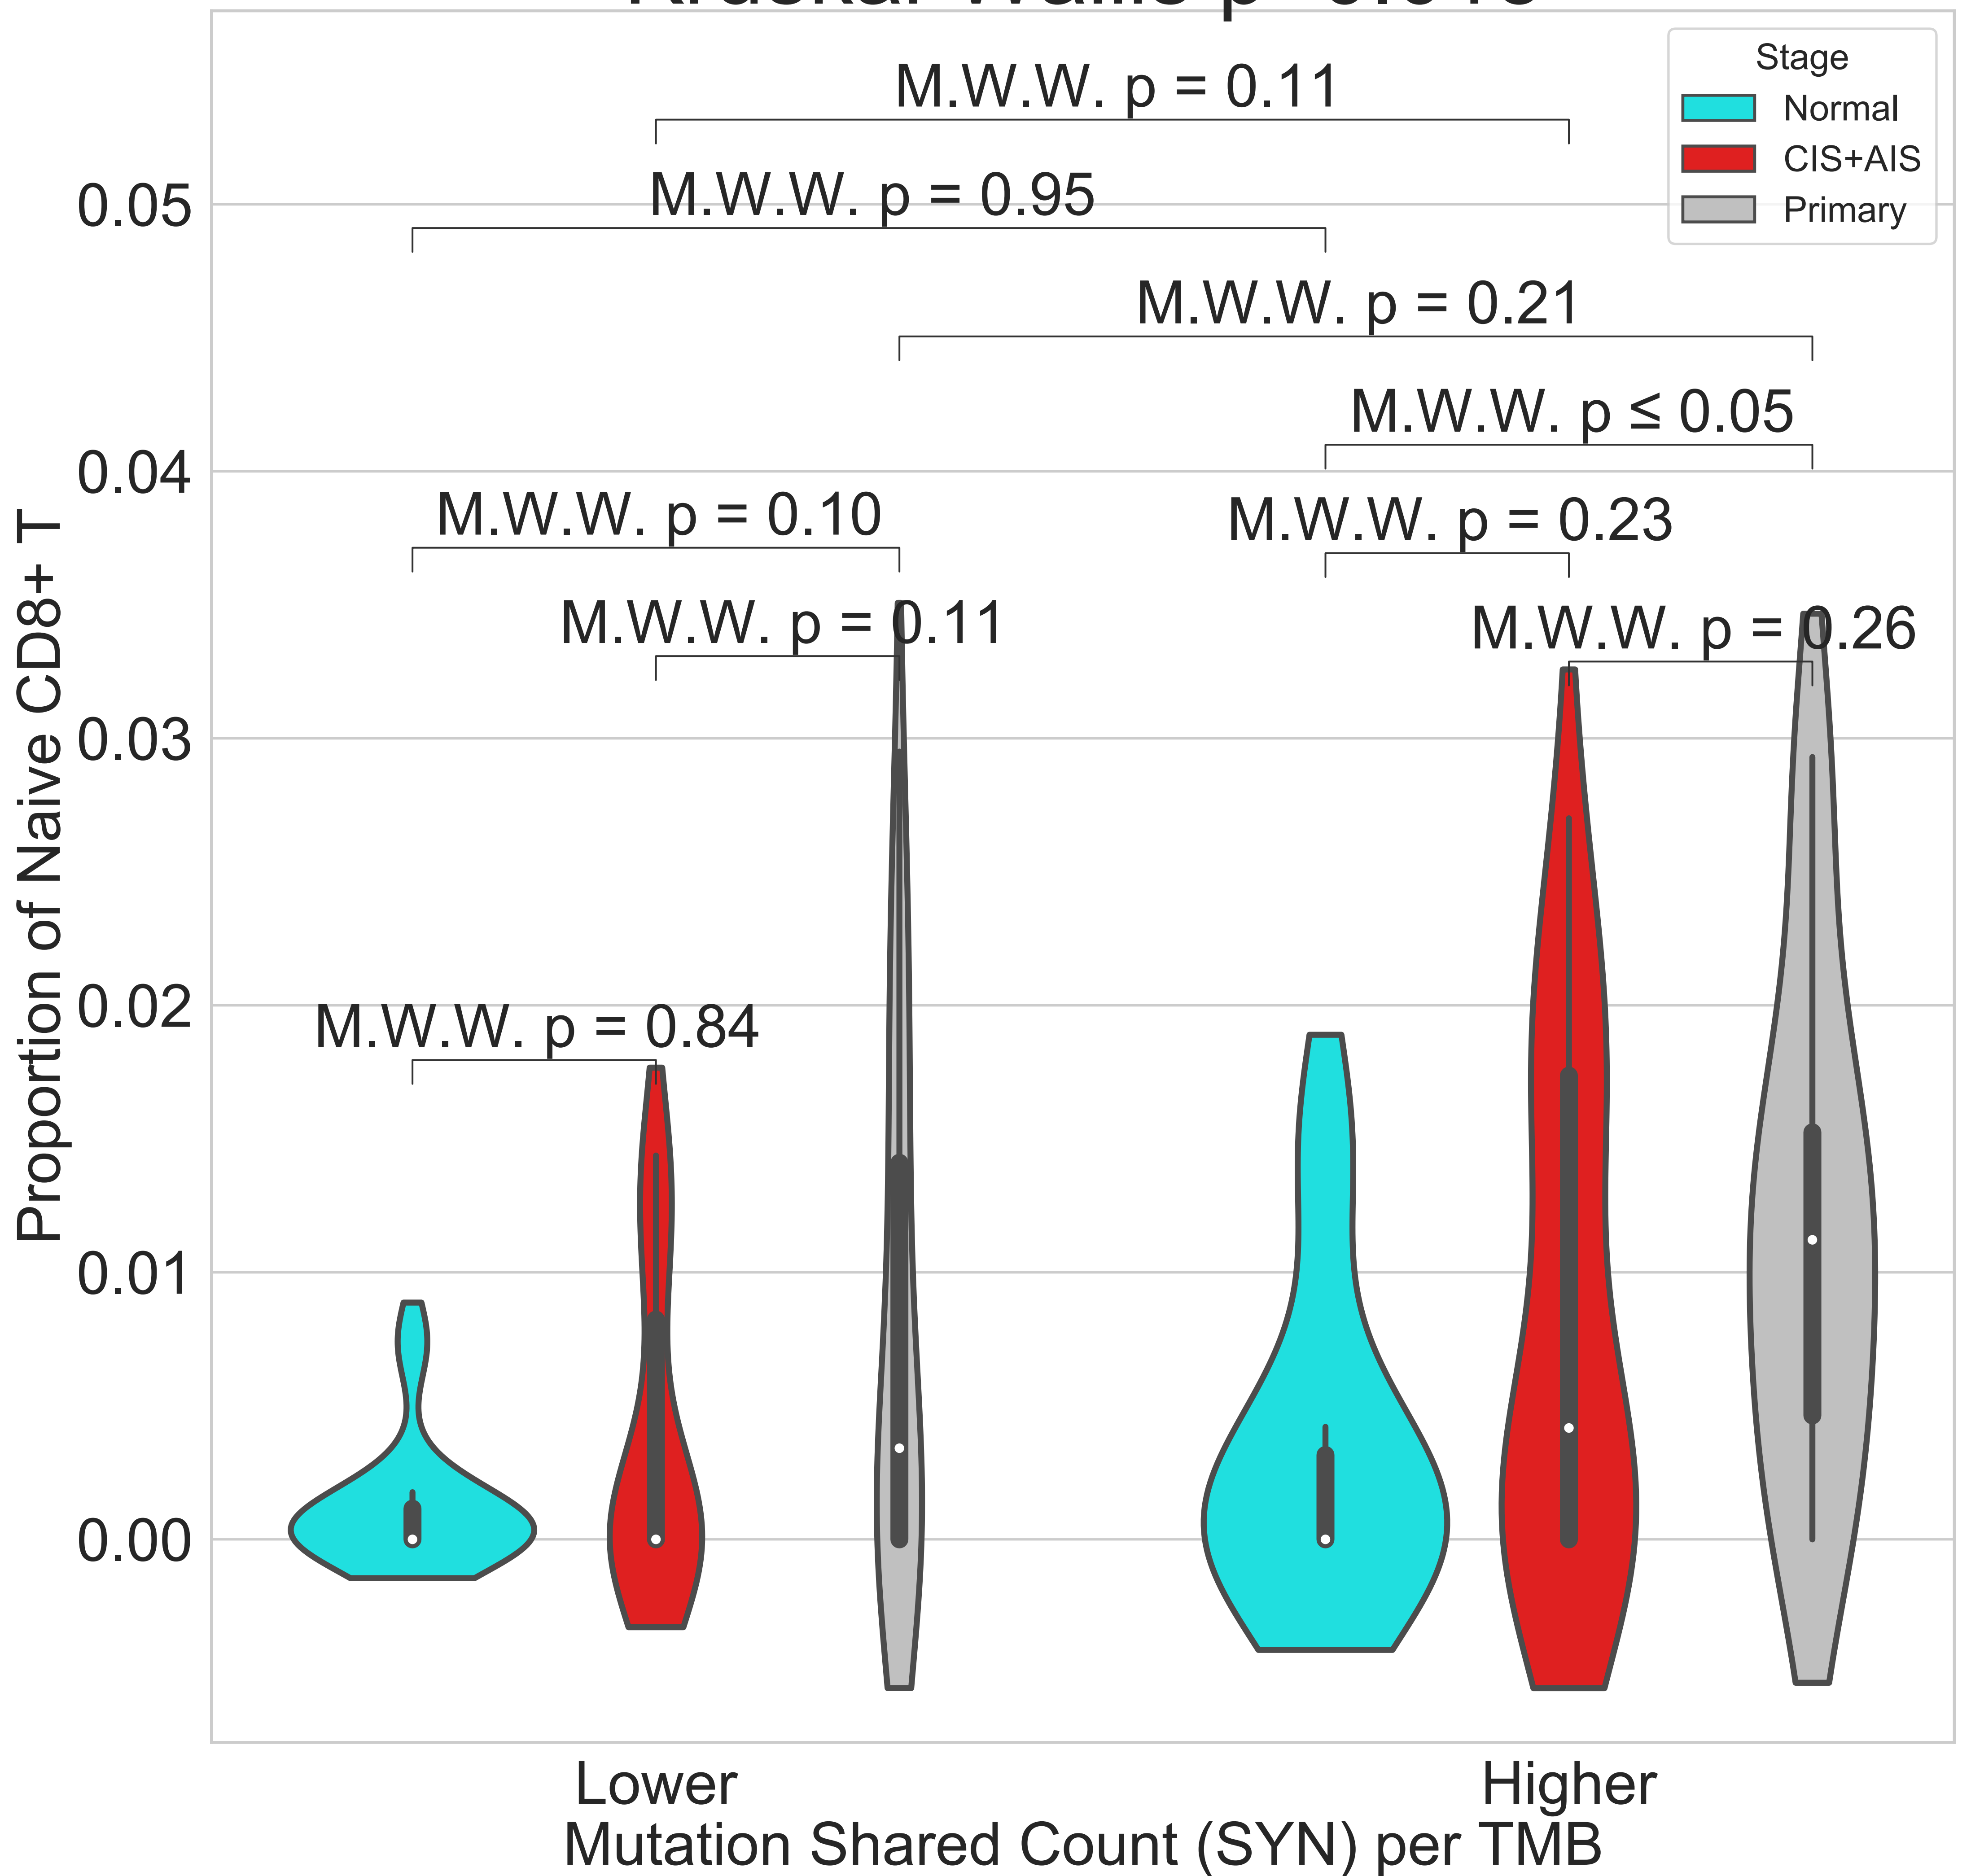 M.W.W. p = 0.11
M.W.W. p = 0.95
M.W.W. p = 0.21
M.W.W. p ≤ 0.05
M.W.W. p = 0.10
M.W.W. p = 0.23
M.W.W. p = 0.11
M.W.W. p = 0.26
M.W.W. p = 0.84
Stage
Normal
CIS+AIS
Primary
0.05
0.04
0.03
0.02
0.01
0.00
Proportion of Naive CD8+ T
Lower
Higher
Mutation Shared Count (SYN) per TMB